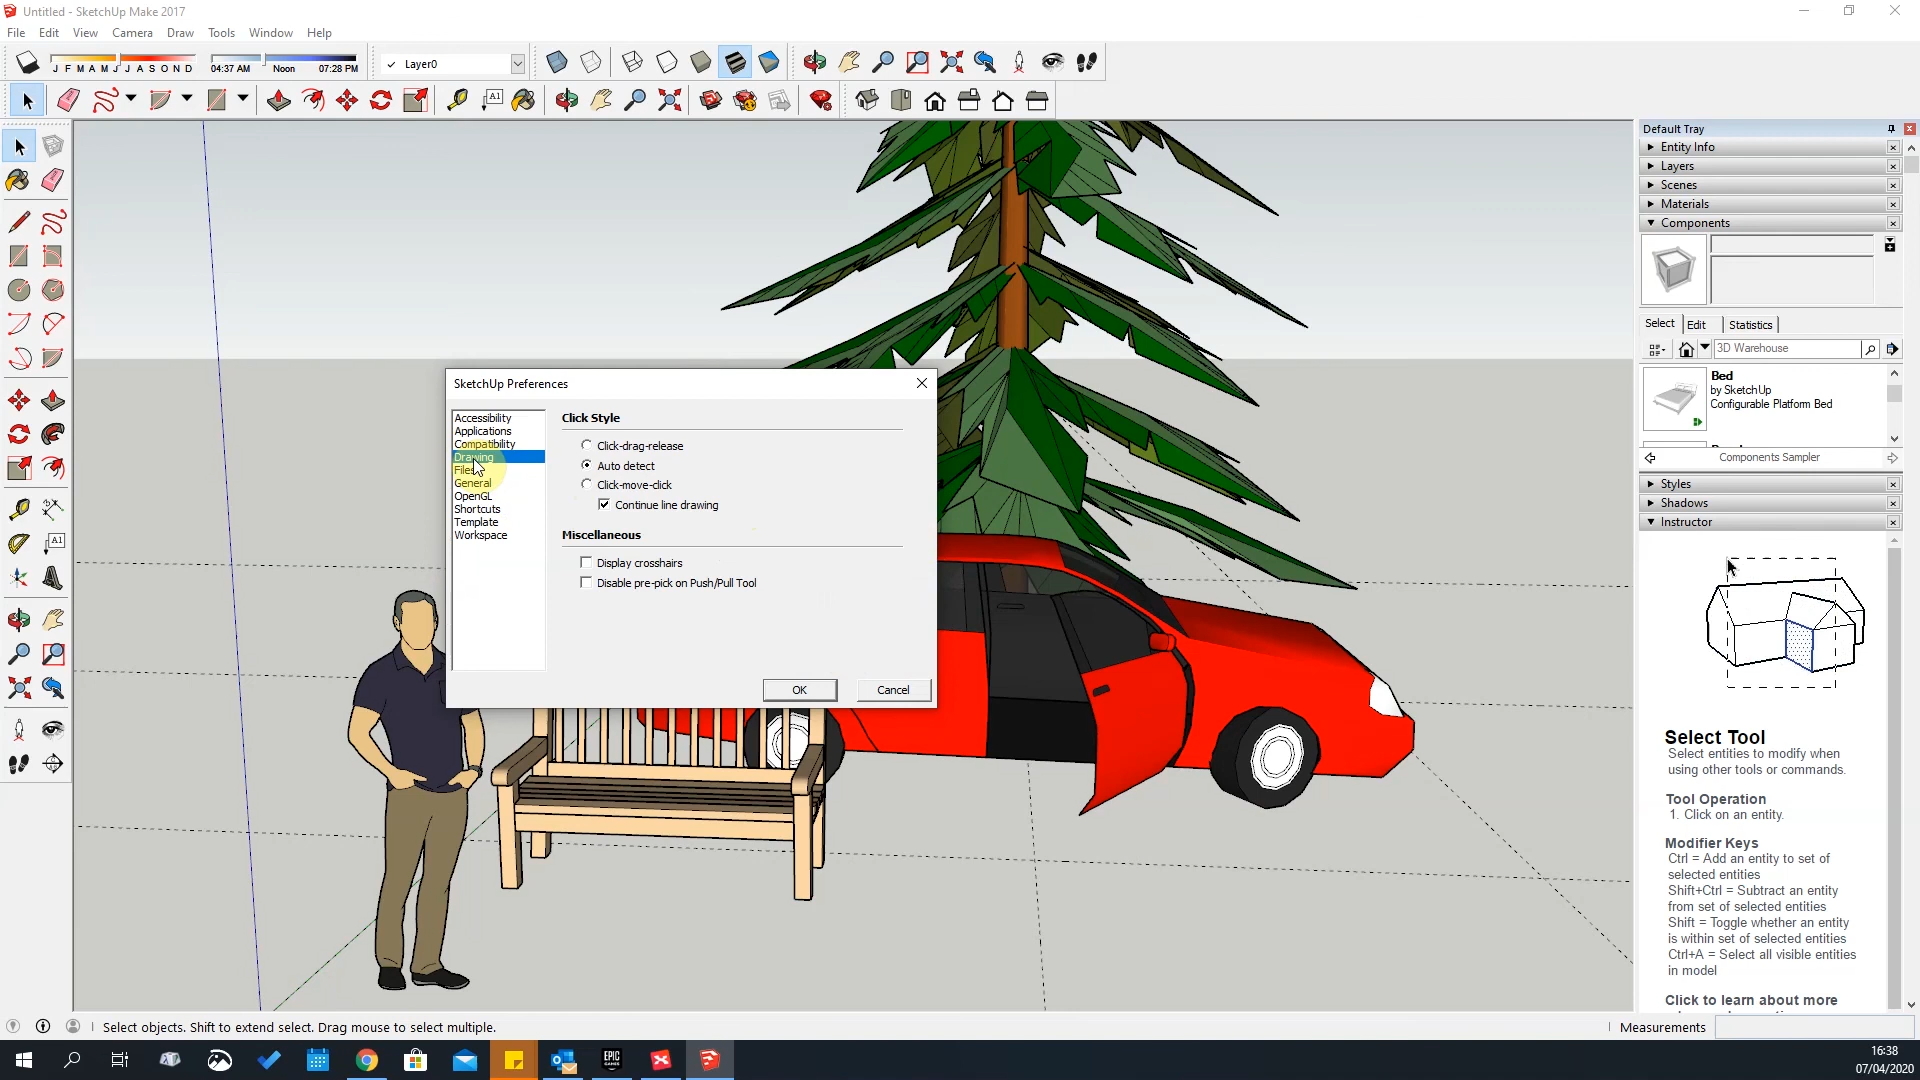 Untitled - SketchUp Make 2017
File Edit View Camera Draw Tools Window Help
J F M A M J J A S O N D
04:37 AM Noon 07:28 PM
Layer0
A1
Default Tray
Entity Info
Layers
Scenes
Materials
Components
Select Edit Statistics
3D Warehouse
Bed
by SketchUp
Configurable Platform Bed
Components Sampler
Styles
Shadows
Instructor
Select Tool
Select entities to modify when
using other tools or commands.
Tool Operation
1. Click on an entity.
Modifier Keys
Ctrl = Add an entity to set of
selected entities
Shift+Ctrl = Subtract an entity
from set of selected entities
Shift = Toggle whether an entity
is within set of selected entities
Ctrl+A = Select all visible entities
in model
Click to learn about more
A1
SketchUp Preferences
Accessibility
Applications
Compatibility
Drawing
Files
General
OpenGL
Shortcuts
Template
Workspace
Click Style
Click-drag-release
Auto detect
Click-move-click
Continue line drawing
Miscellaneous
Display crosshairs
Disable pre-pick on Push/Pull Tool
OK Cancel
Select objects. Shift to extend select. Drag mouse to select multiple.
Measurements
EPIC
GAMES
16:38
07/04/2020